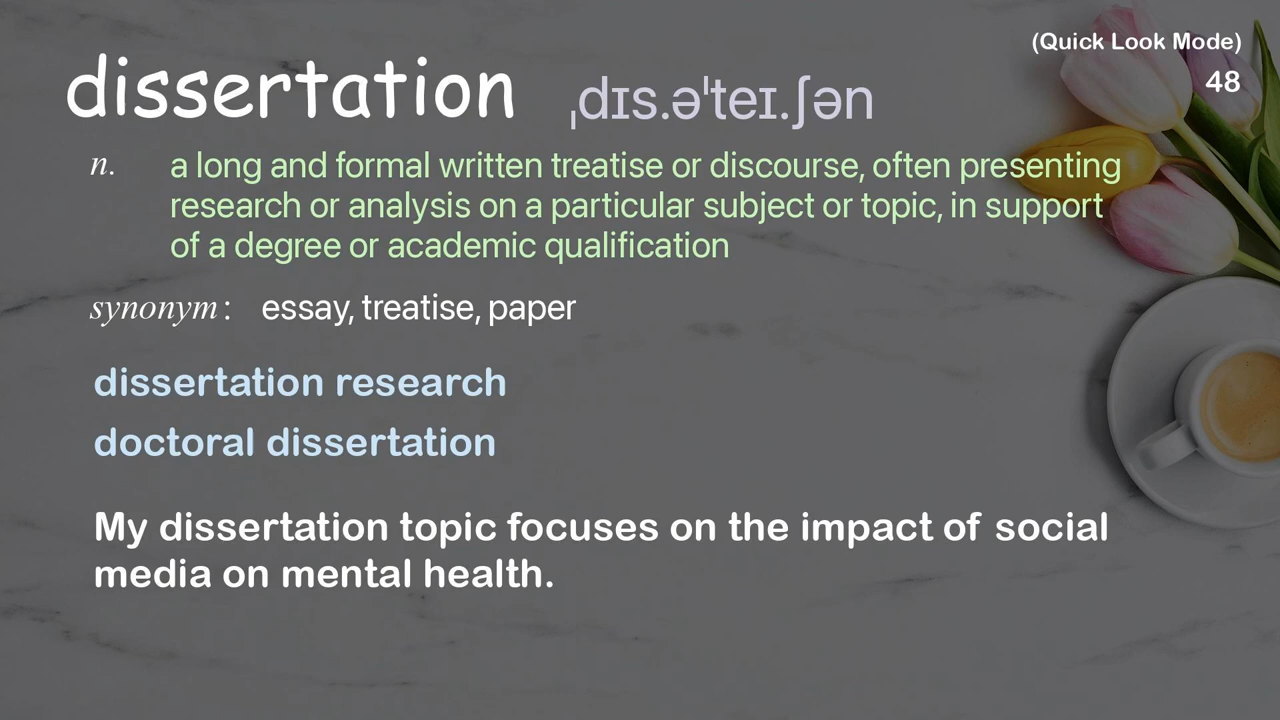 (Quick Look Mode)
48
dissertation ˌdɪs.əˈteɪ.ʃən
n. a long and formal written treatise or discourse, often presenting
research or analysis on a particular subject or topic, in support
of a degree or academic qualification
synonym: essay, treatise, paper
dissertation research
doctoral dissertation
My dissertation topic focuses on the impact of social
media on mental health.